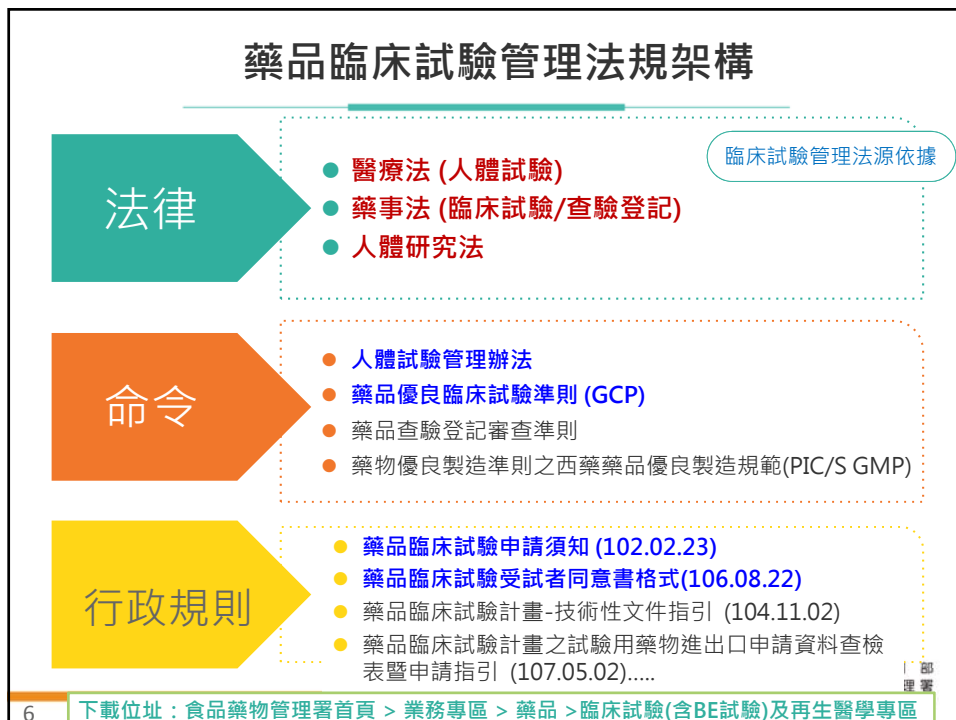 藥品臨床試驗管理法規架構
臨床試驗管理法源依據
法律
● 醫療法 (人體試驗)
● 藥事法 (臨床試驗/查驗登記)
● 人體研究法
命令
● 人體試驗管理辦法
● 藥品優良臨床試驗準則 (GCP)
● 藥品查驗登記審查準則
● 藥物優良製造準則之西藥藥品優良製造規範(PIC/S GMP)
行政規則
● 藥品臨床試驗申請須知 (102.02.23)
● 藥品臨床試驗受試者同意書格式(106.08.22)
● 藥品臨床試驗計畫-技術性文件指引 (104.11.02)
● 藥品臨床試驗計畫之試驗用藥物進出口申請資料查檢
表暨申請指引 (107.05.02).....
部
理署
6
下載位址：食品藥物管理署首頁 > 業務專區 > 藥品 >臨床試驗(含BE試驗)及再生醫學專區